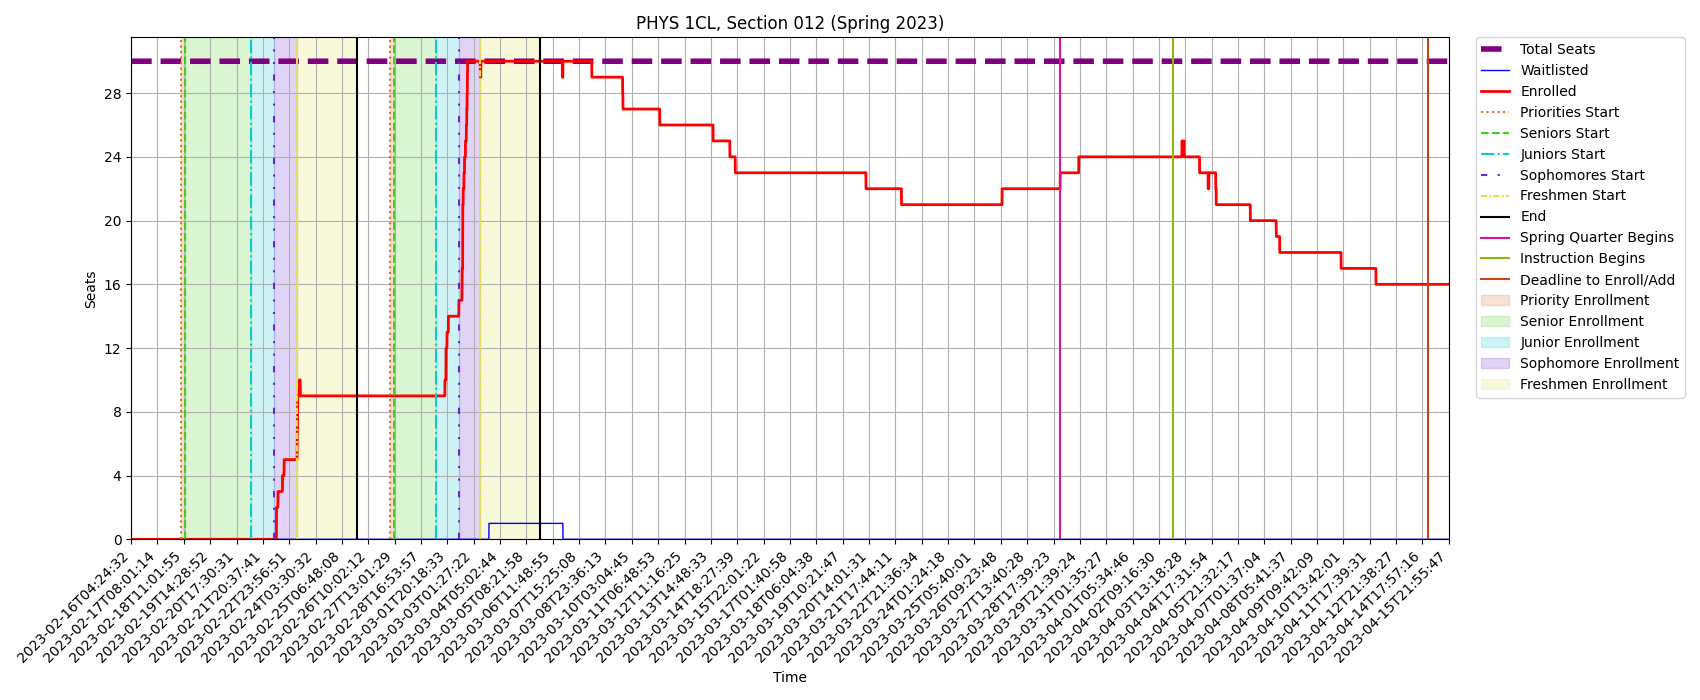 PHYS 1CL, Section 012 (Spring 2023)
Total Seats
Waitlisted
Enrolled
Priorities Start
Seniors Start
Juniors Start
Sophomores Start
Freshmen Start
End
Spring Quarter Begins
Instruction Begins
Deadline to Enroll/Add
Priority Enrollment
Senior Enrollment
Junior Enrollment
Sophomore Enrollment
Freshmen Enrollment
Seats
28
24
20
16
12
8
4
0
2023-02-16T04:24:32
2023-02-17T08:01:14
2023-02-18T11:01:55
2023-02-19T14:28:52
2023-02-20T17:30:31
2023-02-21T20:37:41
2023-02-22T23:56:51
2023-02-24T03:30:32
2023-02-25T06:48:08
2023-02-26T10:02:12
2023-02-27T13:01:29
2023-02-28T16:53:57
2023-03-01T20:18:33
2023-03-04T01:27:22
2023-03-04T05:02:44
2023-03-05T08:21:58
2023-03-06T11:48:55
2023-03-07T15:25:08
2023-03-08T23:36:13
2023-03-10T03:04:45
2023-03-11T06:48:53
2023-03-12T11:16:25
2023-03-13T14:48:33
2023-03-14T18:27:39
2023-03-15T22:01:22
2023-03-17T01:40:58
2023-03-18T06:04:38
2023-03-19T10:21:47
2023-03-20T14:01:31
2023-03-21T17:44:11
2023-03-22T21:36:34
2023-03-24T01:24:18
2023-03-25T05:40:01
2023-03-26T09:23:48
2023-03-27T13:40:28
2023-03-28T17:39:23
2023-03-29T21:39:24
2023-03-31T01:35:27
2023-04-01T05:34:46
2023-04-02T09:16:30
2023-04-03T13:18:28
2023-04-04T17:31:54
2023-04-05T21:32:17
2023-04-07T01:37:04
2023-04-08T05:41:37
2023-04-09T09:42:09
2023-04-10T13:42:01
2023-04-11T17:39:31
2023-04-12T21:38:27
2023-04-14T17:57:16
2023-04-15T21:55:47
Time